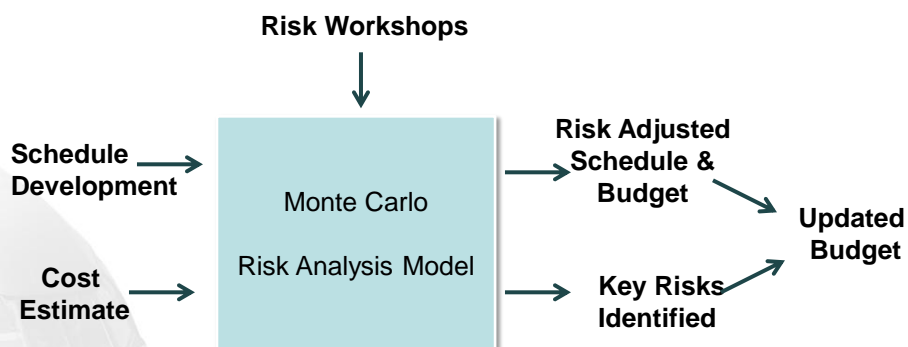 Risk Workshops
Schedule
Development
Cost
Estimate
Monte Carlo
Risk Analysis Model
Risk Adjusted
Schedule &
Budget
Key Risks
Identified
Updated
Budget